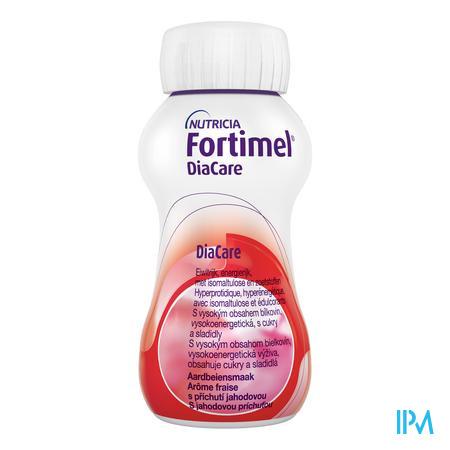 NUTRICIA
Fortimel®
DiaCare
DiaCare
Eiwitrijk, energierijk,
met isomaltulose en zoetstoffen
Hyperprotidique, hyperénergétique,
avec isomaltulose et édulcorants
S vysokým obsahem bílkovin,
vysokoenergetická, s cukry
a sladidly
S vysokým obsahom bielkovín,
vysokoenergetická výživa,
obsahuje cukry a sladidlá
Aardbeiensmaak
Arôme fraise
s příchutí jahodovou
S jahodovou príchuťou
IPM